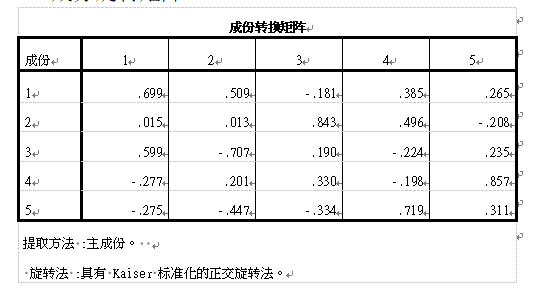 成份转换矩阵
成份 1 2 3 4 5
1 .699 .509 -.181 .385 .265
2 .015 .013 .843 .496 -.208
3 .599 -.707 .190 -.224 .235
4 -.277 .201 .330 -.198 .857
5 -.275 -.447 -.334 .719 .311
提取方法 :主成份。
旋转法 :具有 Kaiser 标准化的正交旋转法。